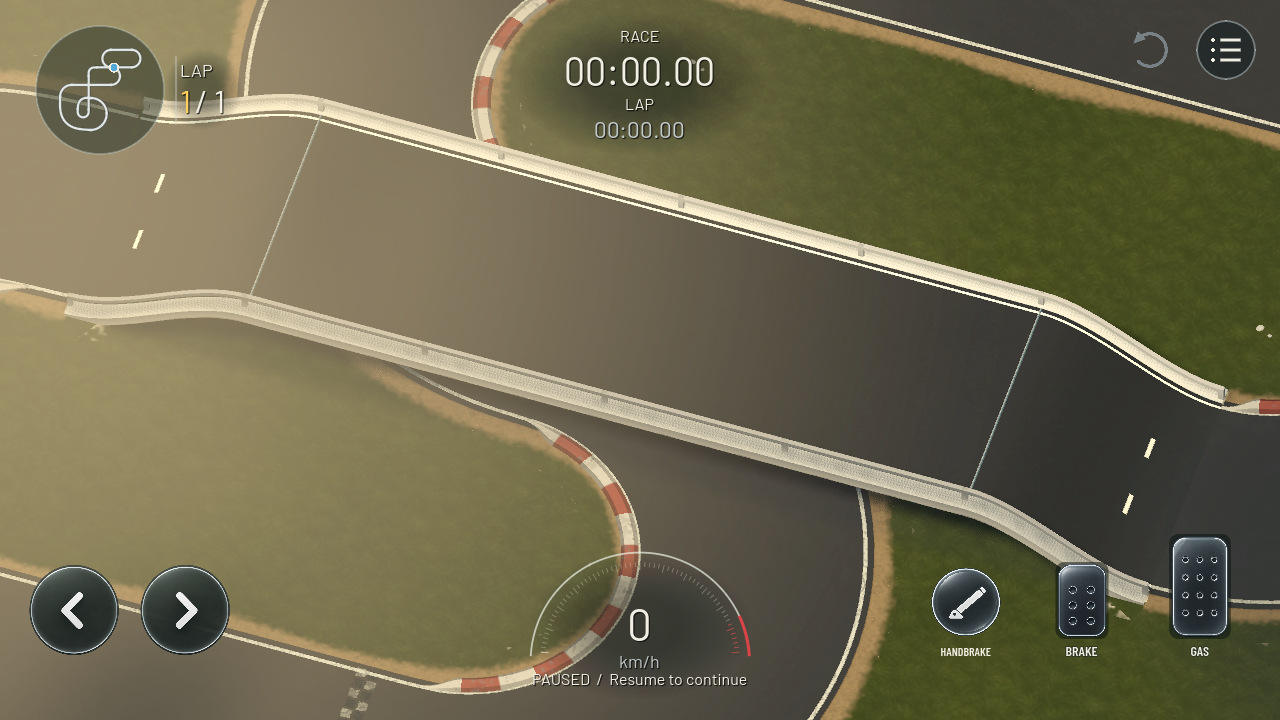 LAP
1 / 1
RACE
00:00.00
LAP
00:00.00
0
km/h
PAUSED / Resume to continue
HANDBRAKE
BRAKE
GAS